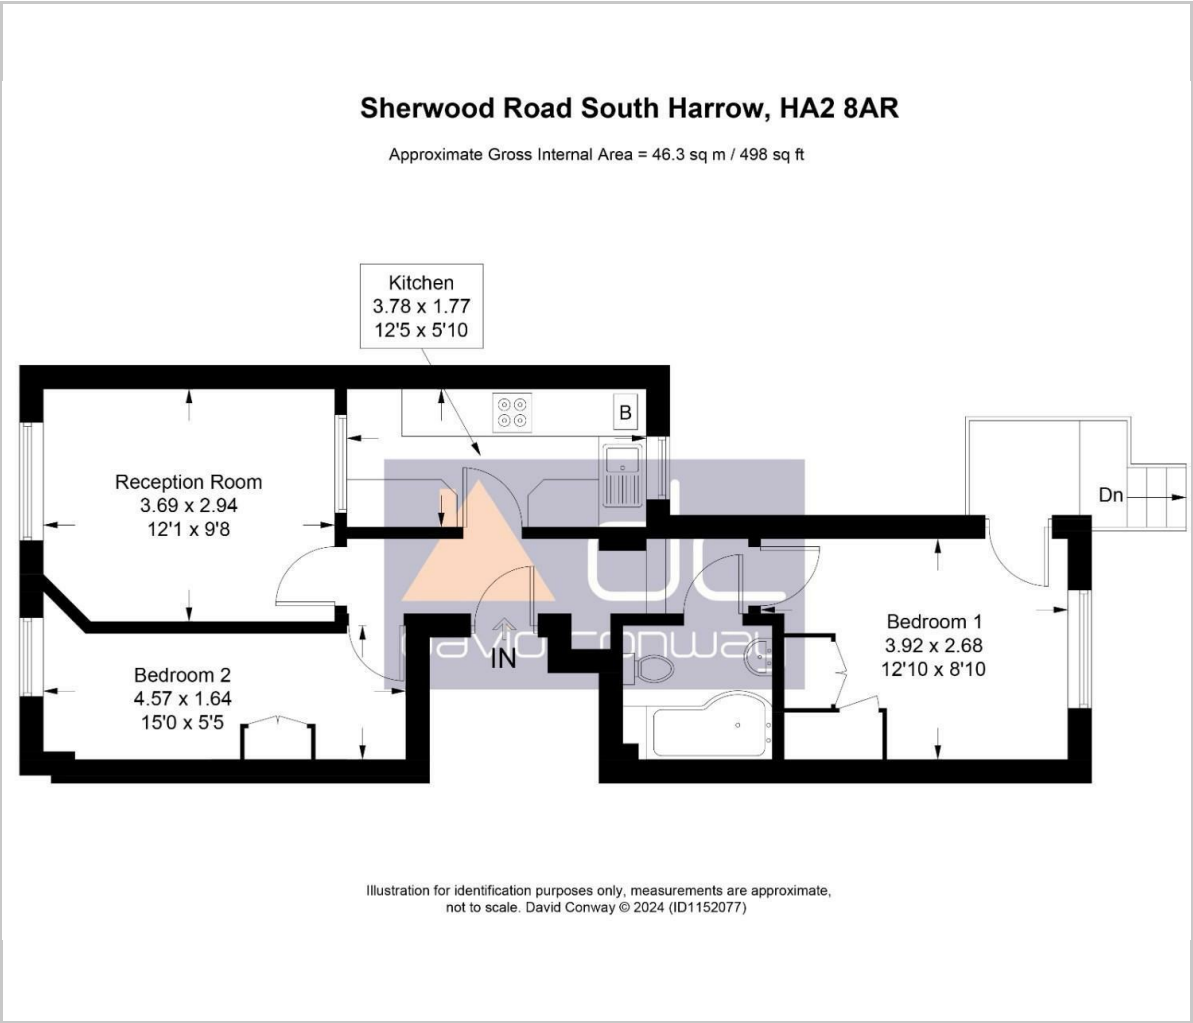 Sherwood Road South Harrow, HA2 8AR
Approximate Gross Internal Area = 46.3 sq m / 498 sq ft
Kitchen
3.78 x 1.77
12'5 x 5'10
B
Reception Room
3.69 x 2.94
12'1 x 9'8
Dn
dc
david conway
IN
Bedroom 1
3.92 x 2.68
12'10 x 8'10
Bedroom 2
4.57 x 1.64
15'0 x 5'5
Illustration for identification purposes only, measurements are approximate,
not to scale. David Conway © 2024 (ID1152077)